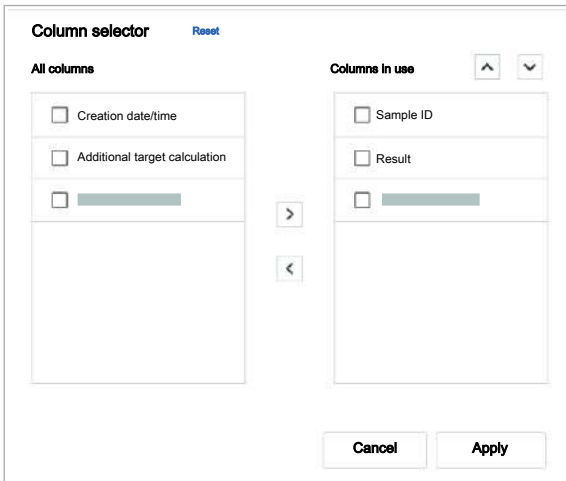 Column selector Reset
All columns
Columns in use
Creation date/time
Additional target calculation
Sample ID
Result
Cancel
Apply